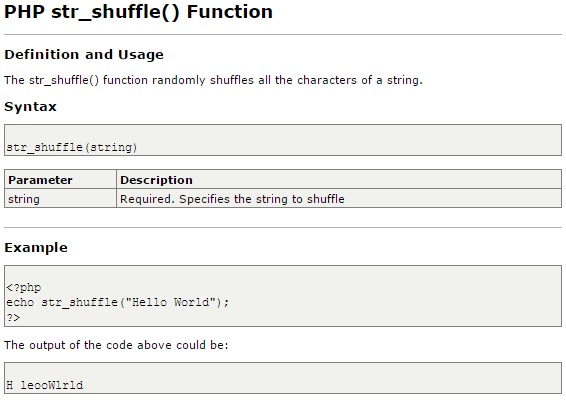 PHP str_shuffle() Function
Definition and Usage
The str_shuffle() function randomly shuffles all the characters of a string.
Syntax
str_shuffle(string)
Parameter Description
string Required. Specifies the string to shuffle
Example
<?php
echo str_shuffle("Hello World");
?>
The output of the code above could be:
H leooWlrld